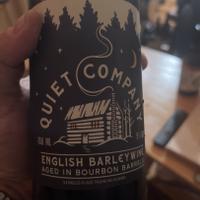 QUIET COMPANY
ENGLISH BARLEYWINE
AGED IN BOURBON BARRELS